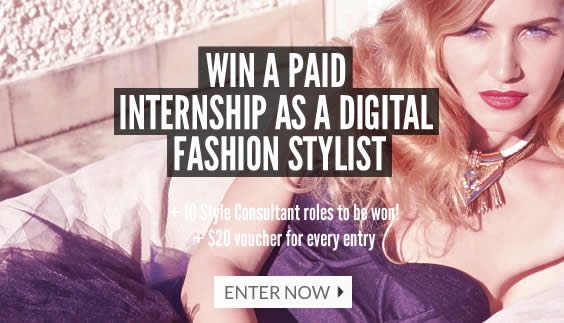 WIN A PAID
INTERNSHIP AS A DIGITAL
FASHION STYLIST
+ 10 Style Consultant roles to be won!
+ $20 voucher for every entry
ENTER NOW